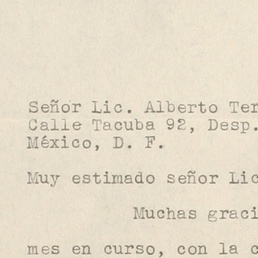 Señor Lic. Alberto Ter
Calle Tacuba 92, Desp.
México, D. F.
Muy estimado señor Lic
Muchas graci
mes en curso, con la c